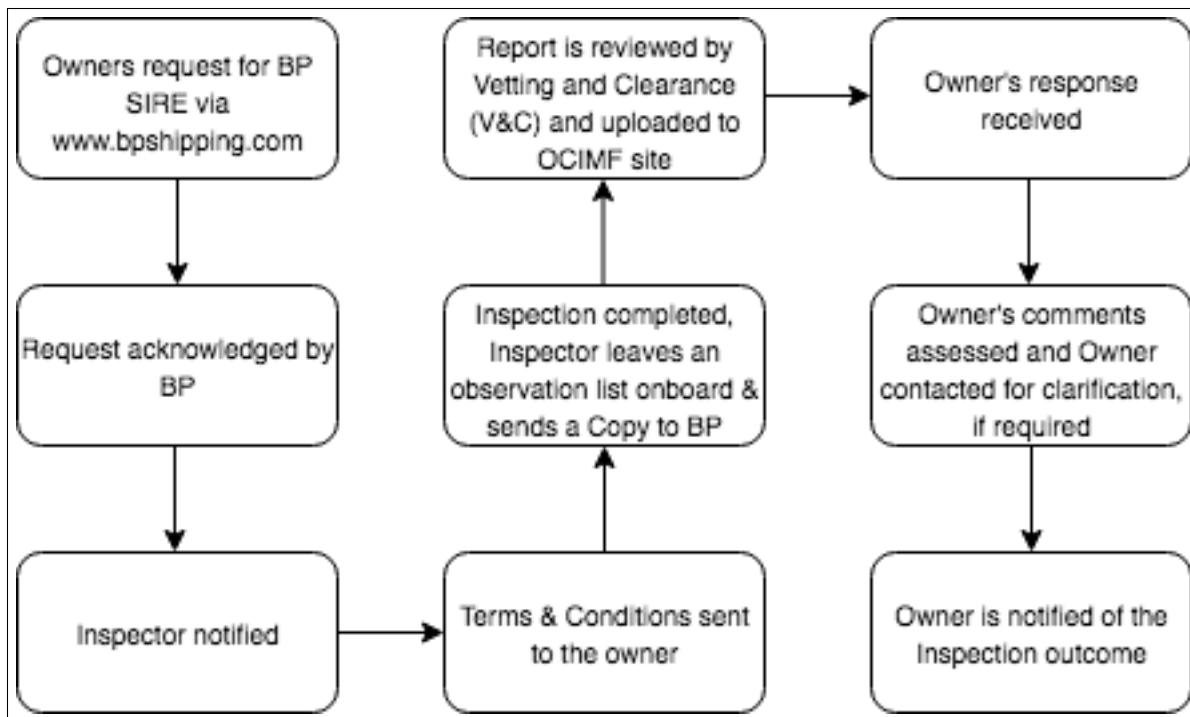 Owners request for BP
SIRE via
www.bpshipping.com
Request acknowledged by
BP
Inspector notified
Terms & Conditions sent
to the owner
Inspection completed,
Inspector leaves an
observation list onboard &
sends a Copy to BP
Report is reviewed by
Vetting and Clearance
(V&C) and uploaded to
OCIMF site
Owner's response
received
Owner's comments
assessed and Owner
contacted for clarification,
if required
Owner is notified of the
Inspection outcome